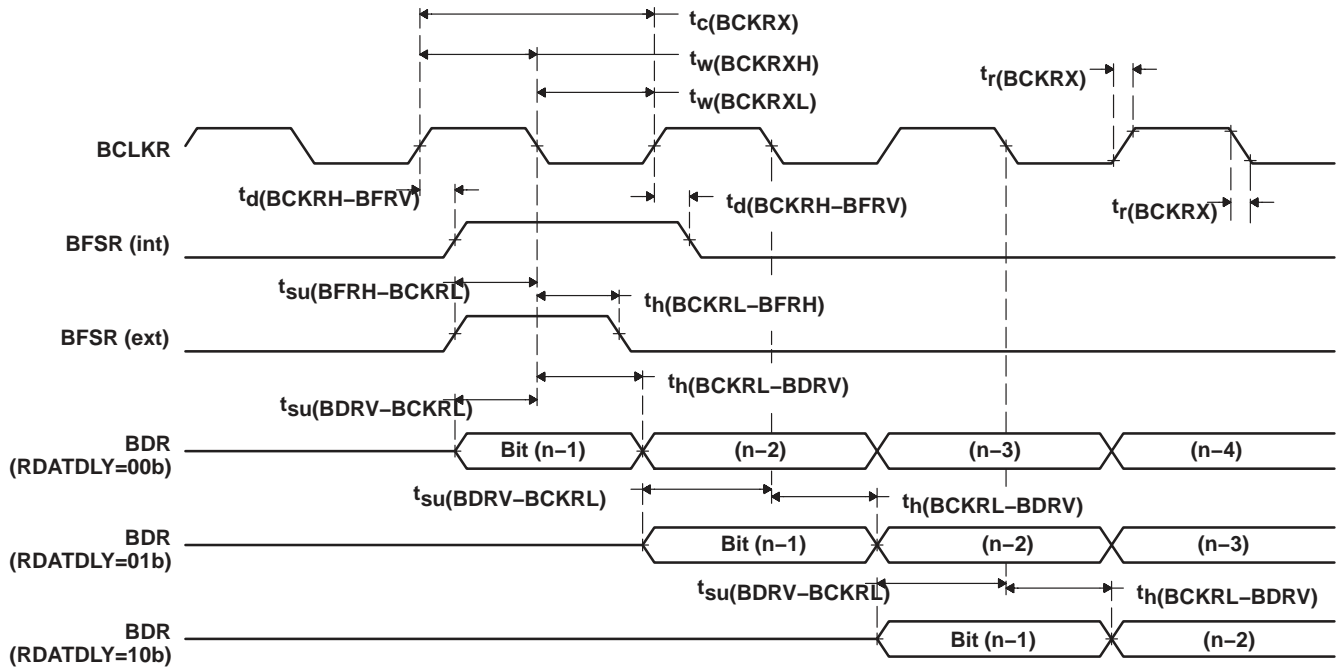 tc(BCKRX)
tw(BCKRXH)
tr(BCKRX)
tw(BCKRXL)
BCLKR
td(BCKRH–BFRV)
td(BCKRH–BFRV)
tr(BCKRX)
BFSR (int)
tsu(BFRH–BCKRL)
th(BCKRL–BFRH)
BFSR (ext)
th(BCKRL–BDRV)
tsu(BDRV–BCKRL)
BDR
(RDATDLY=00b)
Bit (n–1) (n–2) (n–3) (n–4)
tsu(BDRV–BCKRL)
th(BCKRL–BDRV)
BDR
(RDATDLY=01b)
Bit (n–1) (n–2) (n–3)
tsu(BDRV–BCKRL)
th(BCKRL–BDRV)
BDR
(RDATDLY=10b)
Bit (n–1) (n–2)